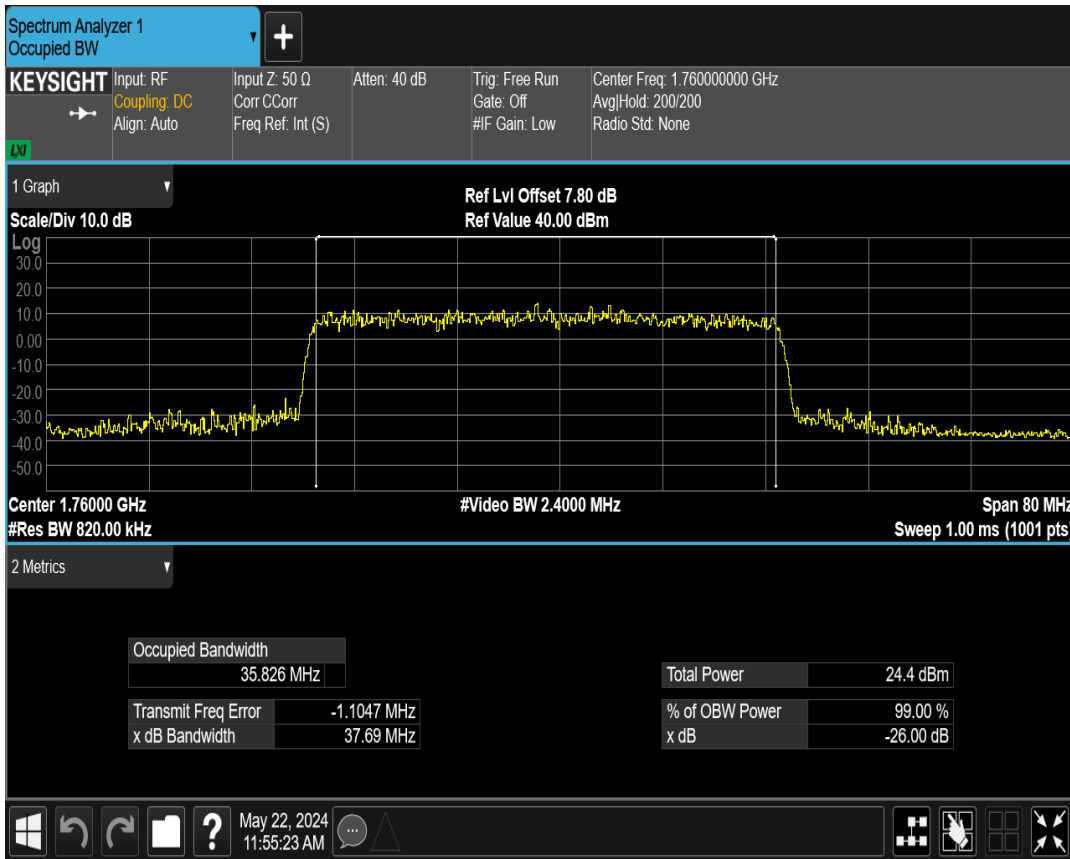 Spectrum Analyzer 1
Occupied BW
+
KEYSIGHT
LXI
Input: RF
Coupling: DC
Align: Auto
Input Z: 50 Ω
Corr CCorr
Freq Ref: Int (S)
Atten: 40 dB
Trig: Free Run
Gate: Off
#IF Gain: Low
Center Freq: 1.760000000 GHz
Avg|Hold: 200/200
Radio Std: None
1 Graph
Scale/Div 10.0 dB
Ref Lvl Offset 7.80 dB
Ref Value 40.00 dBm
Log
30.0
20.0
10.0
0.00
-10.0
-20.0
-30.0
-40.0
-50.0
Center 1.76000 GHz
#Video BW 2.4000 MHz
Span 80 MHz
#Res BW 820.00 kHz
Sweep 1.00 ms (1001 pts)
2 Metrics
Occupied Bandwidth
35.826 MHz
Transmit Freq Error -1.1047 MHz
x dB Bandwidth 37.69 MHz
Total Power 24.4 dBm
% of OBW Power 99.00 %
x dB -26.00 dB
?
May 22, 2024
11:55:23 AM